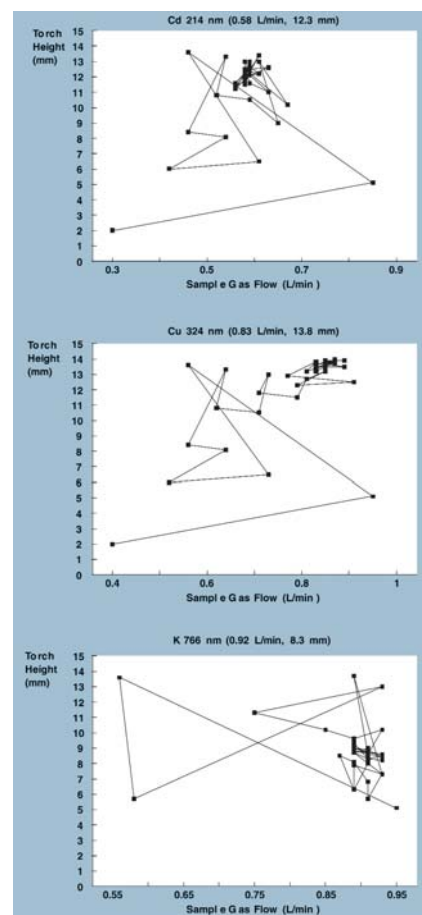 Cd 214 nm (0.58 L/min, 12.3 mm)
Torch
Height
(mm)
15
14
13
12
11
10
9
8
7
6
5
4
3
2
1
0
0.3 0.5 0.7 0.9
Sample Gas Flow (L/min)
Cu 324 nm (0.83 L/min, 13.8 mm)
Torch
Height
(mm)
15
14
13
12
11
10
9
8
7
6
5
4
3
2
1
0
0.4 0.6 0.8 1
Sample Gas Flow (L/min)
K 766 nm (0.92 L/min, 8.3 mm)
Torch
Height
(mm)
15
14
13
12
11
10
9
8
7
6
5
4
3
2
1
0
0.55 0.65 0.75 0.85 0.95
Sample Gas Flow (L/min)